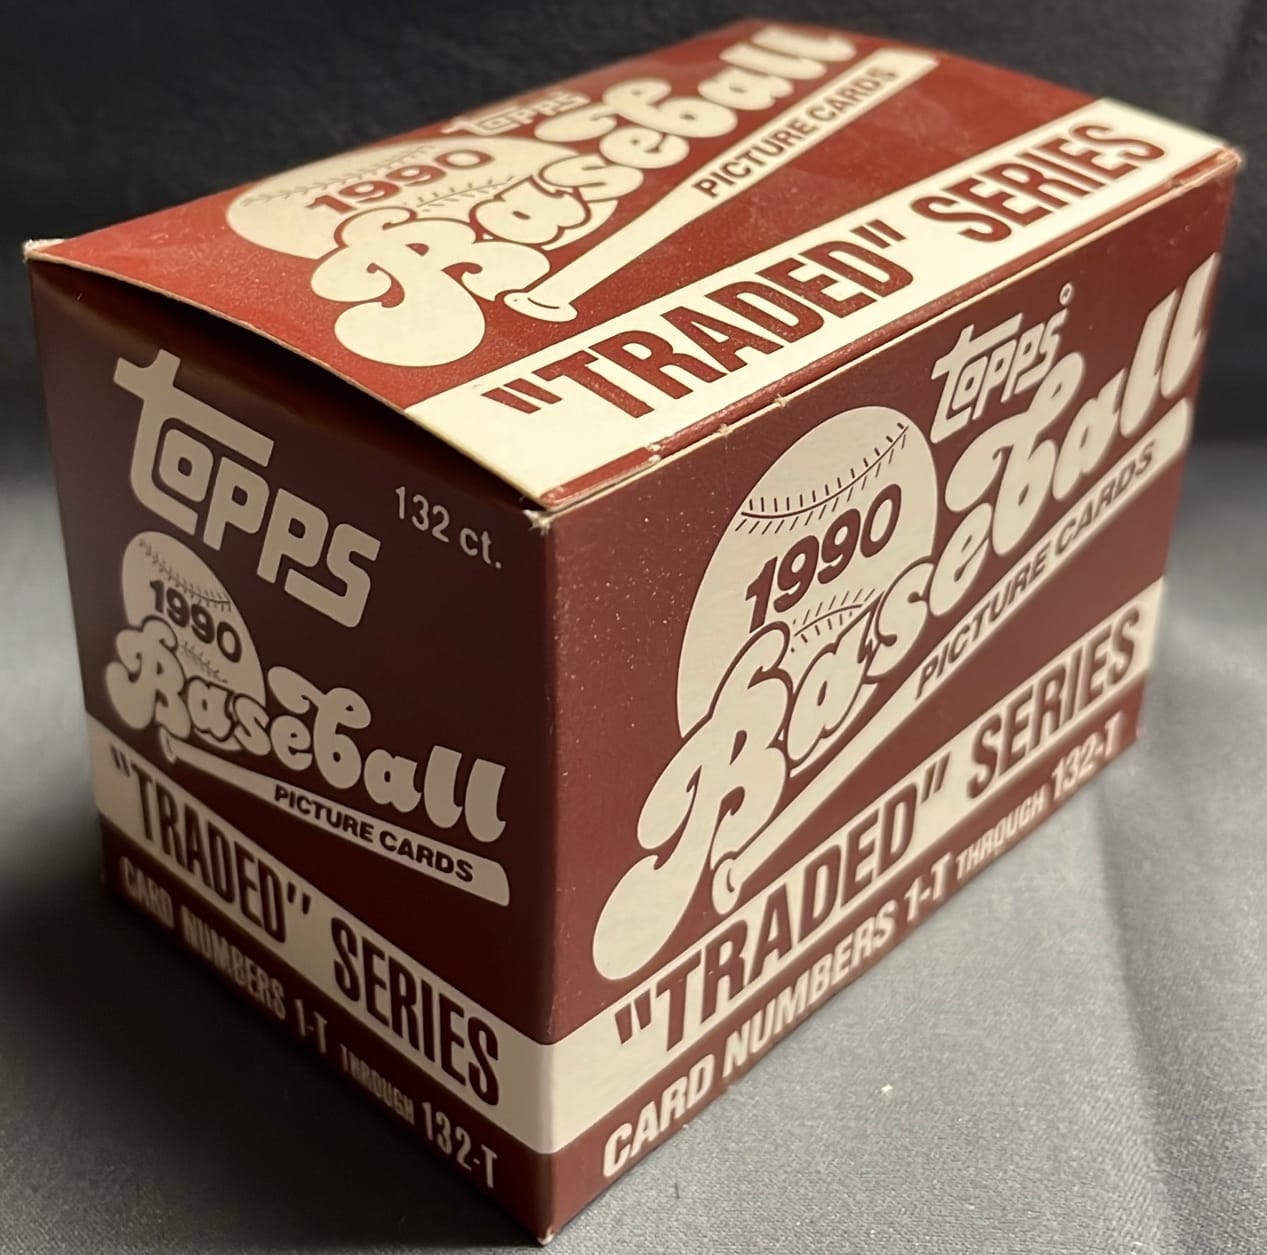 Topps
1990
Baseball
PICTURE CARDS
"TRADED" SERIES
Topps
132 ct.
1990
Baseball
PICTURE CARDS
"TRADED" SERIES
CARD NUMBERS 1-T THROUGH 132-T
Topps®
1990
Baseball
PICTURE CARDS
"TRADED" SERIES
CARD NUMBERS 1-T THROUGH 132-T